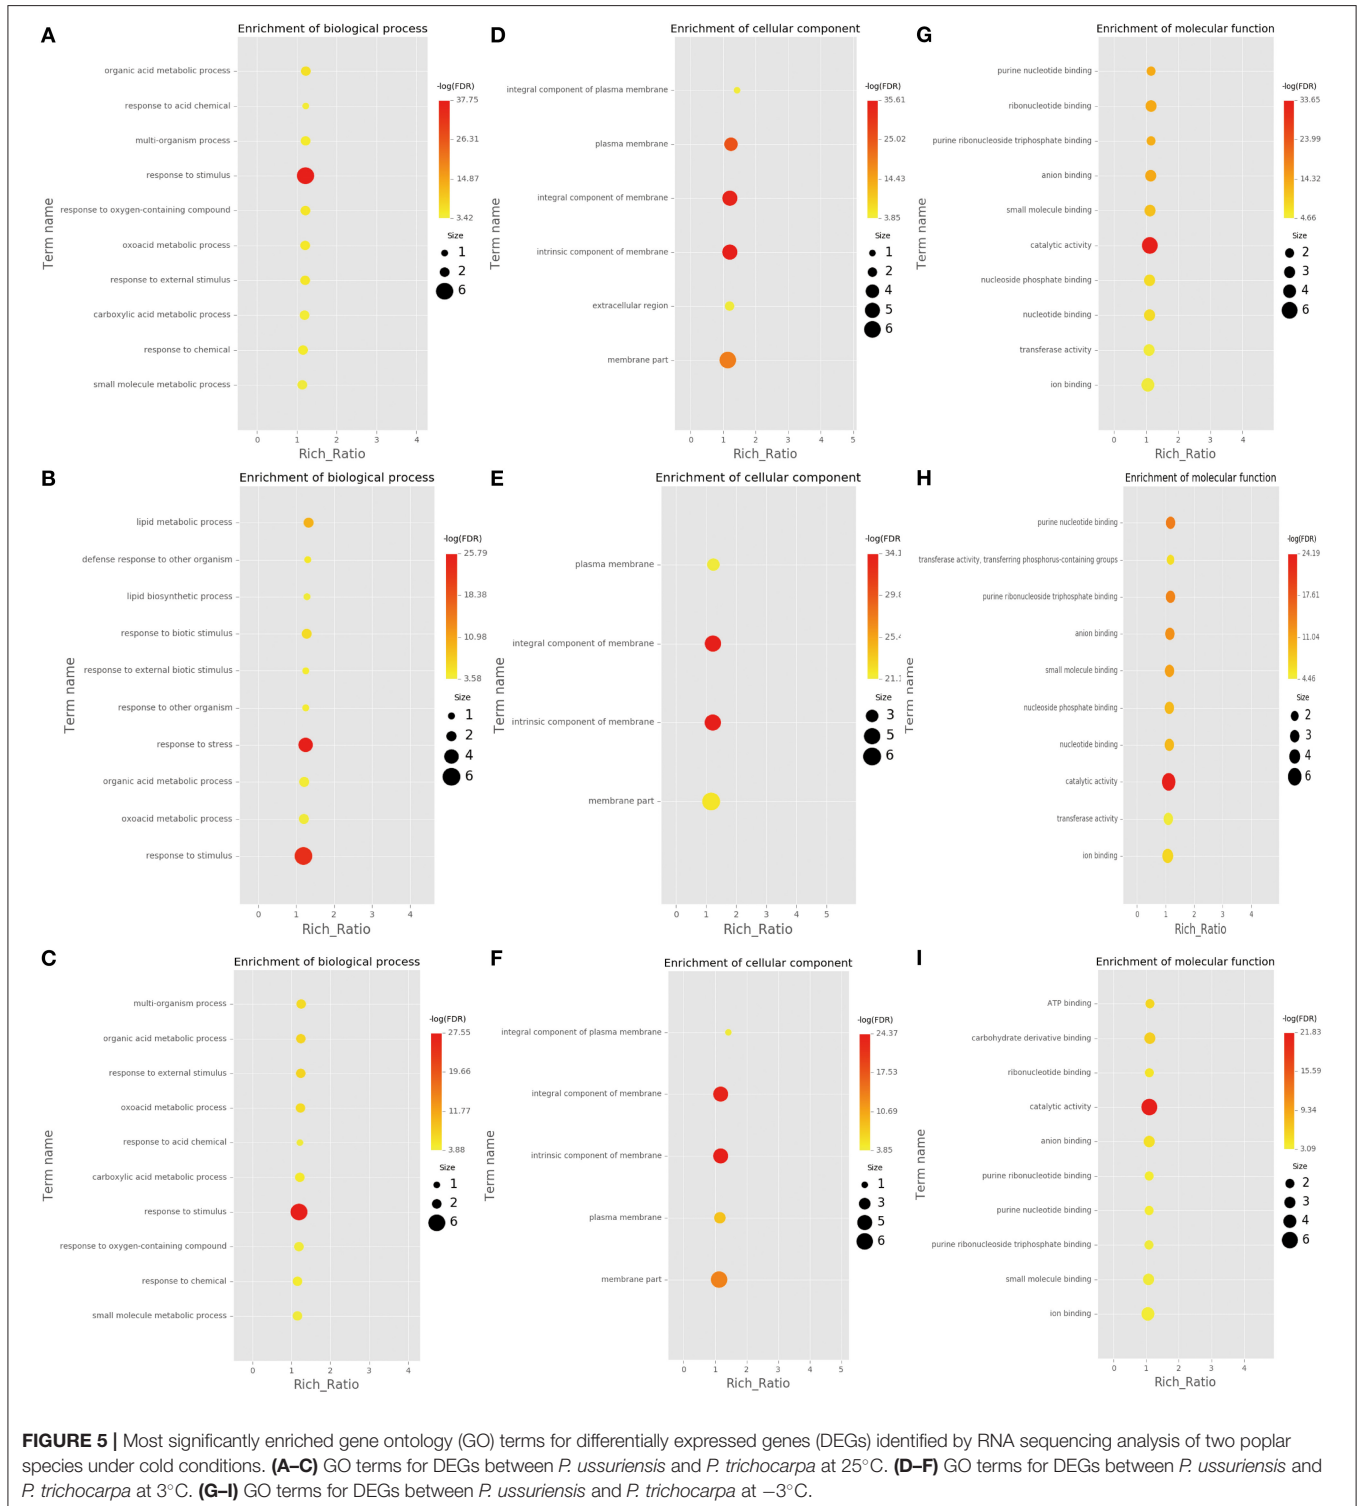 A
Enrichment of biological process
organic acid metabolic process
response to acid chemical
multi-organism process
response to stimulus
response to oxygen-containing compound
oxoacid metabolic process
response to external stimulus
carboxylic acid metabolic process
response to chemical
small molecule metabolic process
Term name
0 1 2 3 4
Rich_Ratio
-log(FDR)
37.75
26.31
14.87
3.42
Size
1
2
6
D
Enrichment of cellular component
integral component of plasma membrane
plasma membrane
integral component of membrane
intrinsic component of membrane
extracellular region
membrane part
Term name
0 1 2 3 4 5
Rich_Ratio
-log(FDR)
35.61
25.02
14.43
3.85
Size
1
2
4
5
6
G
Enrichment of molecular function
purine nucleotide binding
ribonucleotide binding
purine ribonucleoside triphosphate binding
anion binding
small molecule binding
catalytic activity
nucleoside phosphate binding
nucleotide binding
transferase activity
ion binding
Term name
0 1 2 3 4
Rich_Ratio
-log(FDR)
33.65
23.99
14.32
4.66
Size
2
3
4
6
B
Enrichment of biological process
lipid metabolic process
defense response to other organism
lipid biosynthetic process
response to biotic stimulus
response to external biotic stimulus
response to other organism
response to stress
organic acid metabolic process
oxoacid metabolic process
response to stimulus
Term name
0 1 2 3 4
Rich_Ratio
-log(FDR)
25.79
18.38
10.98
3.58
Size
1
2
4
6
E
Enrichment of cellular component
plasma membrane
integral component of membrane
intrinsic component of membrane
membrane part
Term name
0 1 2 3 4 5
Rich_Ratio
-log(FDR
34.1
29.8
25.4
21.1
Size
3
5
6
H
Enrichment of molecular function
purine nucleotide binding
transferase activity, transferring phosphorus-containing groups
purine ribonucleoside triphosphate binding
anion binding
small molecule binding
nucleoside phosphate binding
nucleotide binding
catalytic activity
transferase activity
ion binding
Term name
0 1 2 3 4
Rich_Ratio
-log(FDR)
24.19
17.61
11.04
4.46
Size
2
3
4
6
C
Enrichment of biological process
multi-organism process
organic acid metabolic process
response to external stimulus
oxoacid metabolic process
response to acid chemical
carboxylic acid metabolic process
response to stimulus
response to oxygen-containing compound
response to chemical
small molecule metabolic process
Term name
0 1 2 3 4
Rich_Ratio
-log(FDR)
27.55
19.66
11.77
3.88
Size
1
2
6
F
Enrichment of cellular component
integral component of plasma membrane
integral component of membrane
intrinsic component of membrane
plasma membrane
membrane part
Term name
0 1 2 3 4 5
Rich_Ratio
-log(FDR)
24.37
17.53
10.69
3.85
Size
1
3
5
6
I
Enrichment of molecular function
ATP binding
carbohydrate derivative binding
ribonucleotide binding
catalytic activity
anion binding
purine ribonucleotide binding
purine nucleotide binding
purine ribonucleoside triphosphate binding
small molecule binding
ion binding
Term name
0 1 2 3 4
Rich_Ratio
-log(FDR)
21.83
15.59
9.34
3.09
Size
2
3
4
6
FIGURE 5 | Most significantly enriched gene ontology (GO) terms for differentially expressed genes (DEGs) identified by RNA sequencing analysis of two poplar
species under cold conditions. (A–C) GO terms for DEGs between P. ussuriensis and P. trichocarpa at 25°C. (D–F) GO terms for DEGs between P. ussuriensis and
P. trichocarpa at 3°C. (G–I) GO terms for DEGs between P. ussuriensis and P. trichocarpa at −3°C.